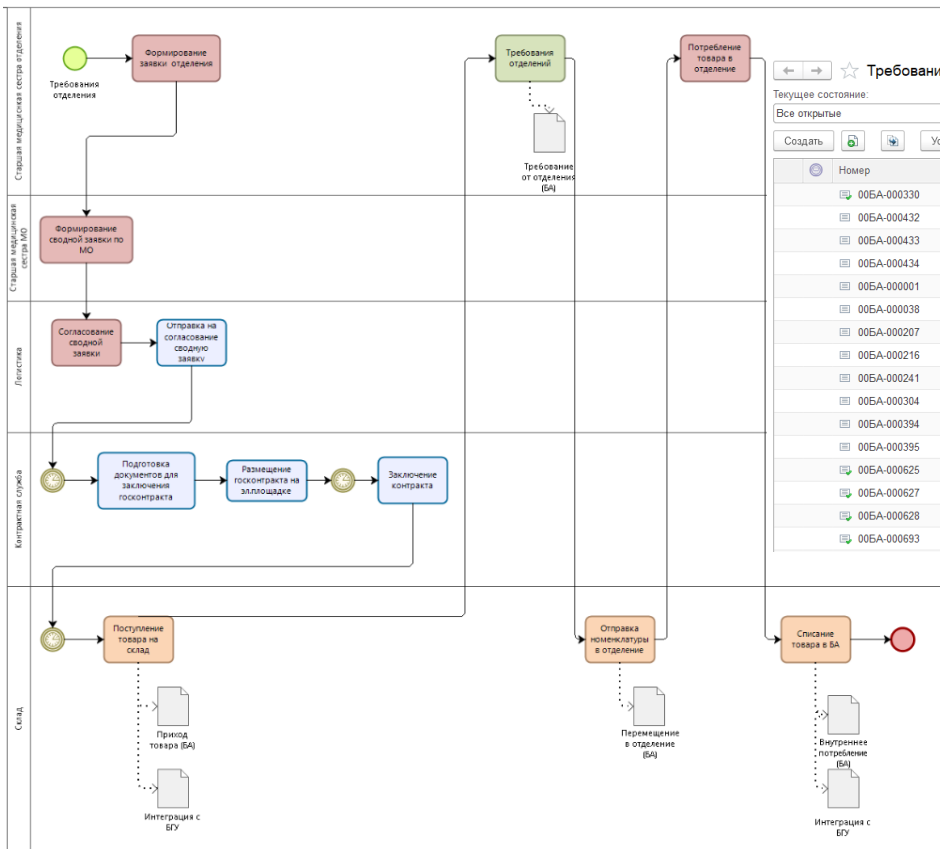 Старшая медициская сестра отделения
Требования
отделения
Формирование
заявки отделения
Требования
отделений
Требование
от отделения
(БА)
Потребление
товара в
отделение
Требовани
Текущее состояние:
Все открытые
Создать
Ус
Номер
00БА-000330
00БА-000432
00БА-000433
00БА-000434
00БА-000001
00БА-000038
00БА-000207
00БА-000216
00БА-000241
00БА-000304
00БА-000394
00БА-000395
00БА-000625
00БА-000627
00БА-000628
00БА-000693
Старшая медицинская
сестра МО
Формирование
сводной заявки по
МО
Логистика
Согласование
сводной
заявки
Отправка на
согласование
сводную
заявку
Контрактная служба
Подготовка
документов для
заключения
госконтракта
Размещение
госконтракта на
эл.площадке
Заключение
контракта
Склад
Поступление
товара на
склад
Приход
товара (БА)
Интеграция с
БГУ
Отправка
номенклатуры
в отделение
Перемещение
в отделение
(БА)
Списание
товара в БА
Внутреннее
потребление
(БА)
Интеграция с
БГУ